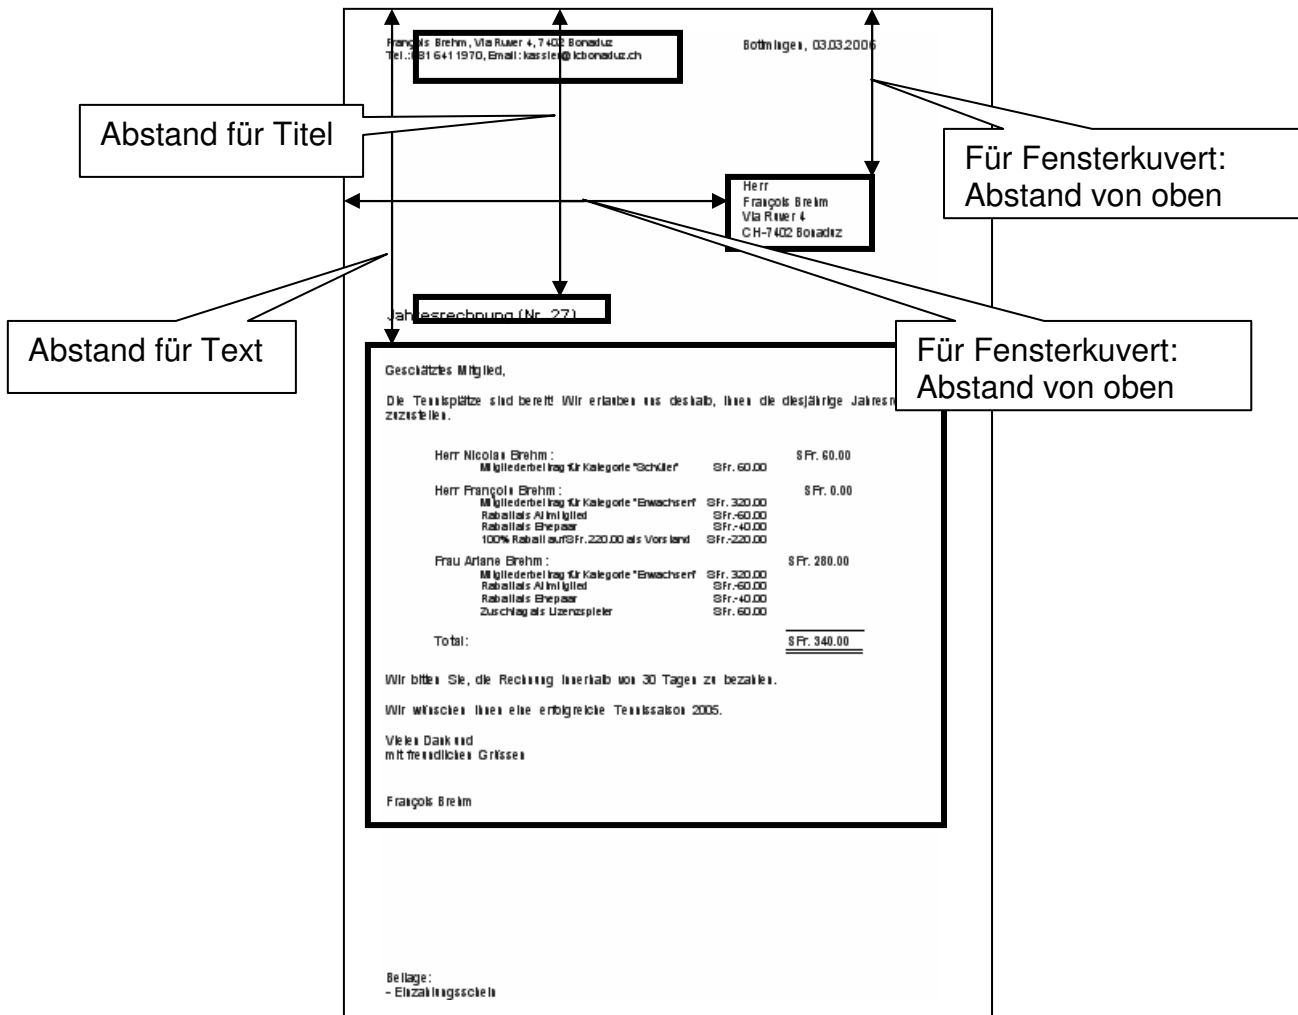 François Brehm, Via Ruver 4, 7402 Bonaduz
Bottmingen, 03.03.2006
Tel.: 081 641 1970, Email: kassier@tcbonaduz.ch
Abstand für Titel
Für Fensterkuvert:
Abstand von oben
Herr
François Brehm
Via Ruver 4
CH-7402 Bonaduz
Jahresrechnung (Nr. 27)
Abstand für Text
Für Fensterkuvert:
Abstand von oben
Geschätztes Mitglied,
Die Tennisplätze sind bereit! Wir erlauben uns deshalb, Ihnen die diesjährige
zuzustellen.
Herr Nicolas Brehm: SFr. 60.00
Mitgliederbeitrag für Kategorie "Schüler" SFr. 60.00
Herr François Brehm: SFr. 0.00
Mitgliederbeitrag für Kategorie "Erwachsen" SFr. 320.00
Rabatt als Aktivmitglied SFr.-60.00
Rabatt als Ehepaar SFr.-40.00
100% Rabatt auf SFr. 220.00 als Vorstand SFr.-220.00
Frau Ariane Brehm: SFr. 280.00
Mitgliederbeitrag für Kategorie "Erwachsen" SFr. 320.00
Rabatt als Aktivmitglied SFr.-60.00
Rabatt als Ehepaar SFr.-40.00
Zuschlag als Lizenzspieler SFr. 60.00
Total: SFr. 340.00
Wir bitten Sie, die Rechnung innerhalb von 30 Tagen zu bezahlen.
Wir wünschen Ihnen eine erfolgreiche Tennissaison 2005.
Vielen Dank und
mit freundlichen Grüssen
François Brehm
Beilage:
- Einzahlungsschein